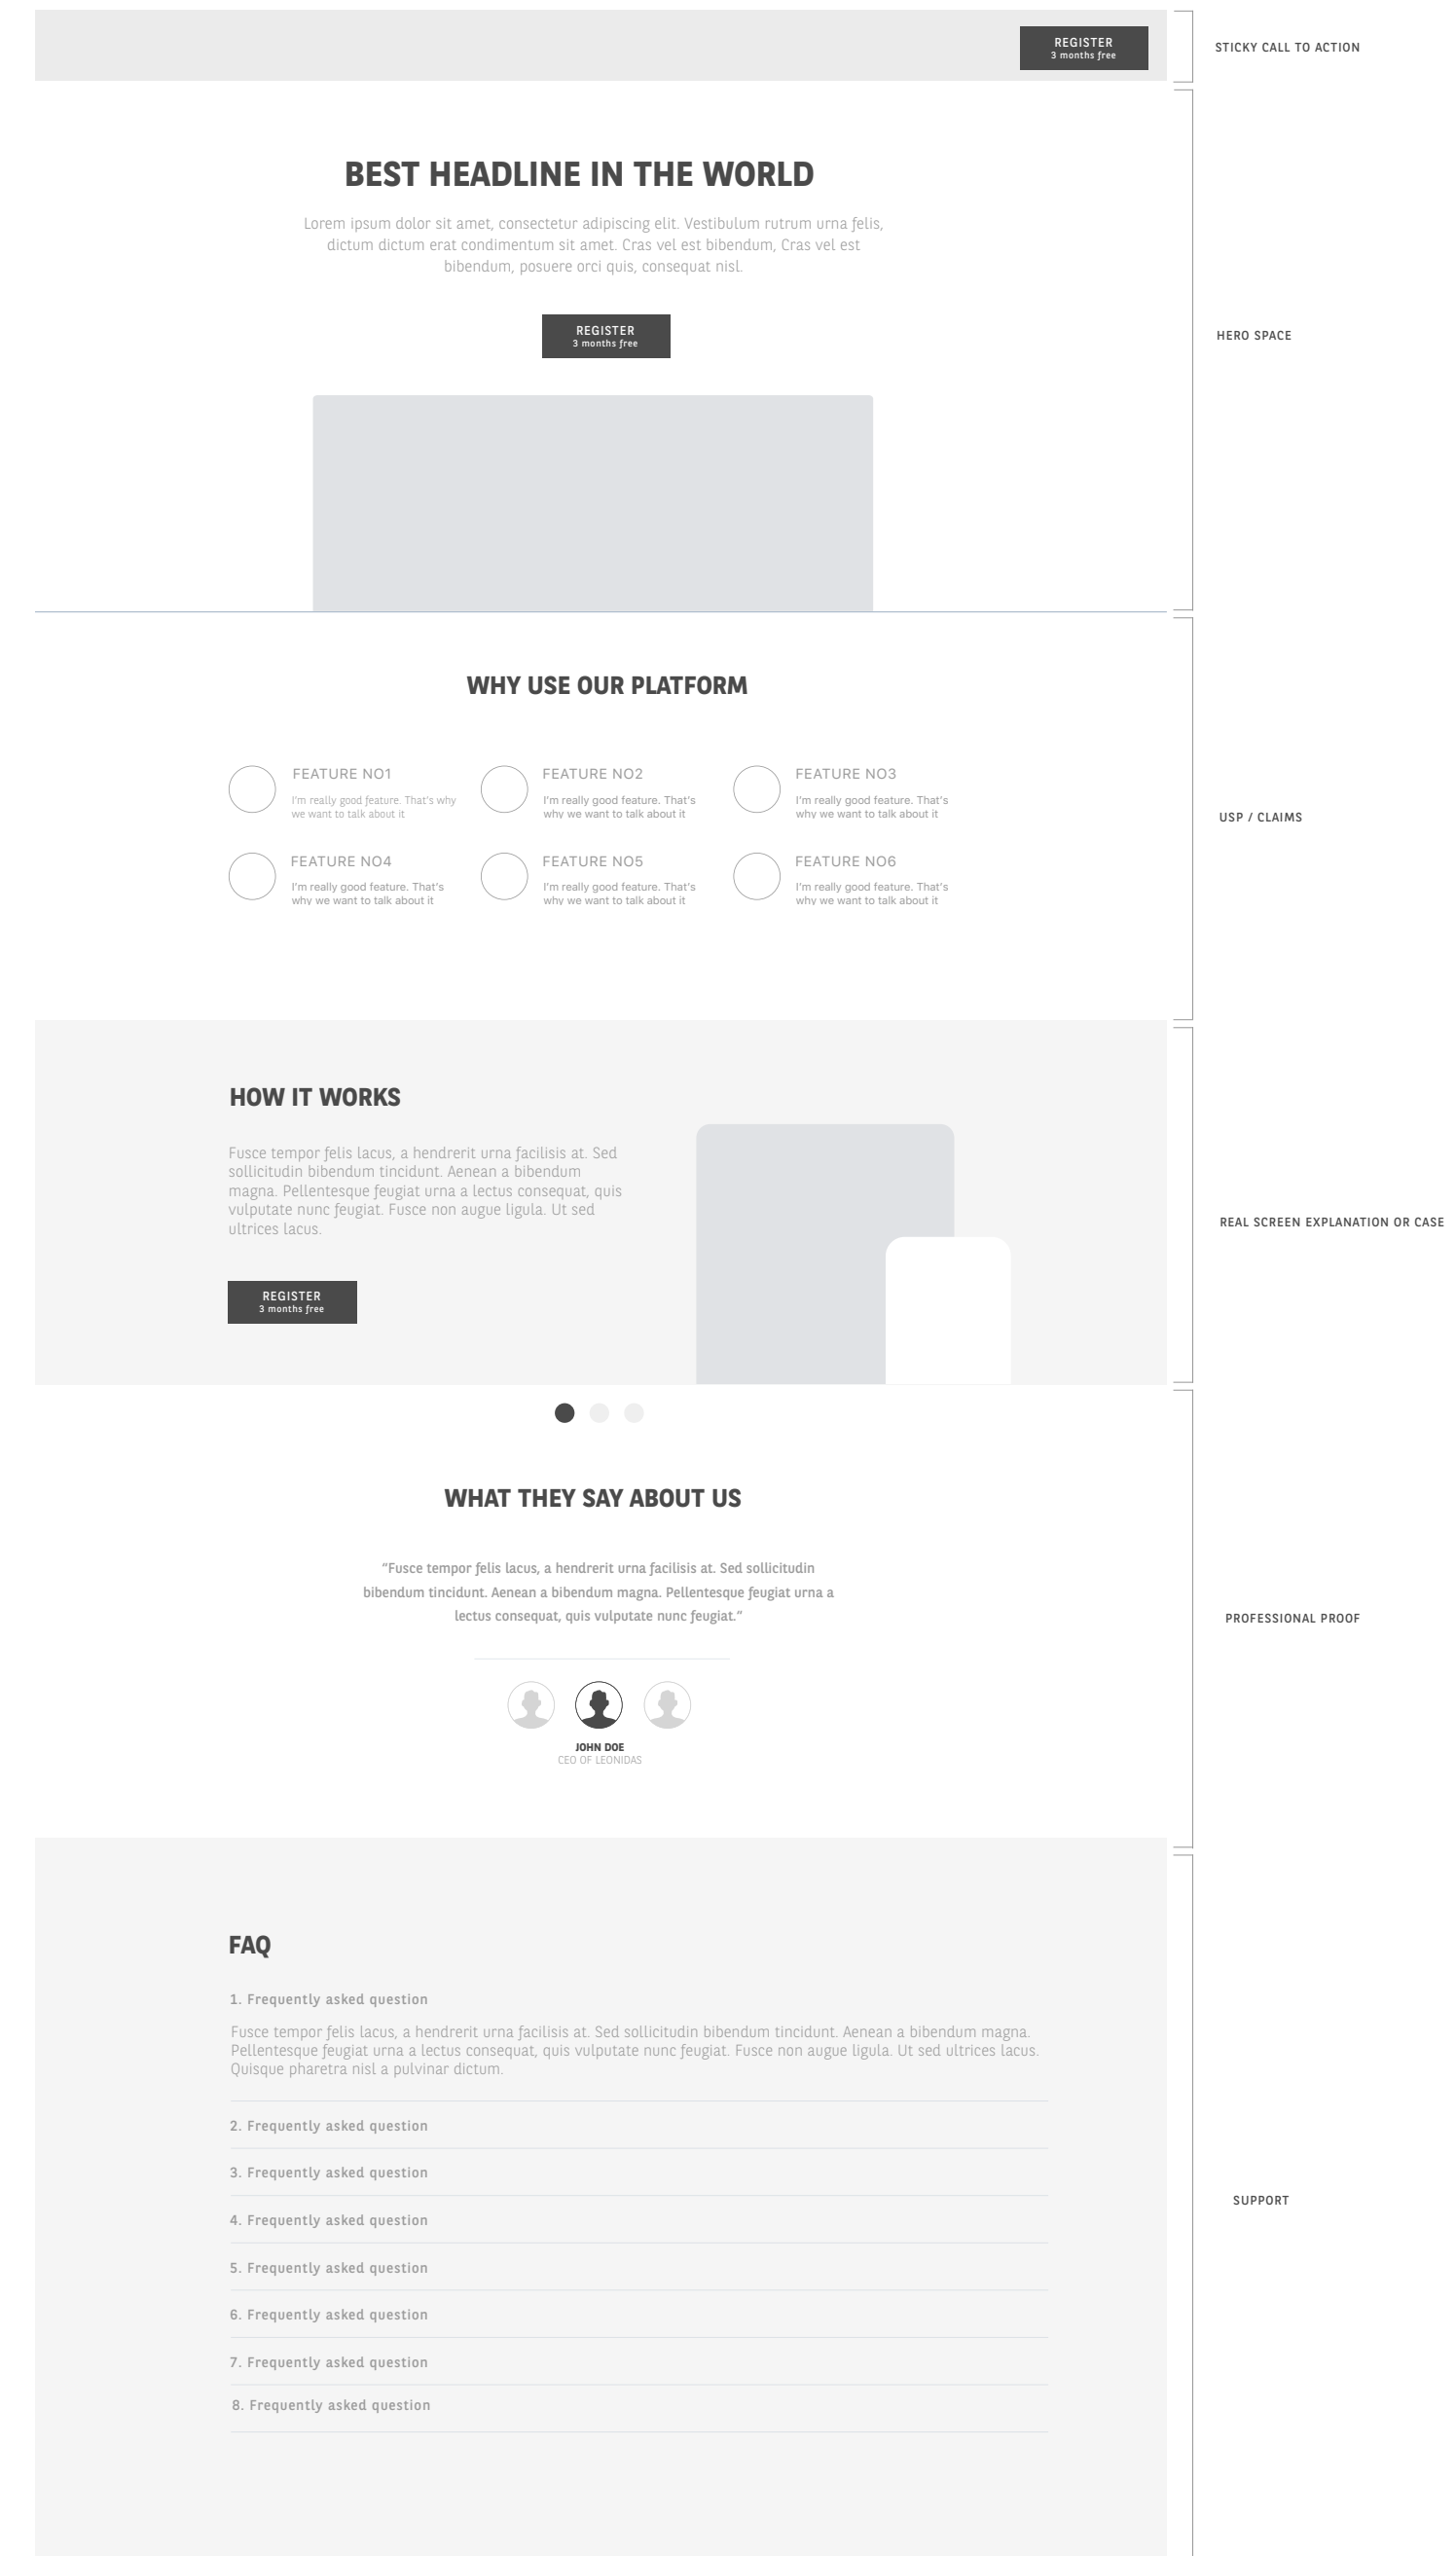 REGISTER
3 months free
STICKY CALL TO ACTION
BEST HEADLINE IN THE WORLD
Lorem ipsum dolor sit amet, consectetur adipiscing elit. Vestibulum rutrum urna felis,
dictum dictum erat condimentum sit amet. Cras vel est bibendum, Cras vel est
bibendum, posuere orci quis, consequat nisl.
REGISTER
3 months free
HERO SPACE
WHY USE OUR PLATFORM
FEATURE NO1
I'm really good feature. That's why
we want to talk about it
FEATURE NO2
I'm really good feature. That's
why we want to talk about it
FEATURE NO3
I'm really good feature. That's
why we want to talk about it
FEATURE NO4
I'm really good feature. That's
why we want to talk about it
FEATURE NO5
I'm really good feature. That's
why we want to talk about it
FEATURE NO6
I'm really good feature. That's
why we want to talk about it
USP / CLAIMS
HOW IT WORKS
Fusce tempor felis lacus, a hendrerit urna facilisis at. Sed
sollicitudin bibendum tincidunt. Aenean a bibendum
magna. Pellentesque feugiat urna a lectus consequat, quis
vulputate nunc feugiat. Fusce non augue ligula. Ut sed
ultrices lacus.
REGISTER
3 months free
REAL SCREEN EXPLANATION OR CASE
WHAT THEY SAY ABOUT US
"Fusce tempor felis lacus, a hendrerit urna facilisis at. Sed sollicitudin
bibendum tincidunt. Aenean a bibendum magna. Pellentesque feugiat urna a
lectus consequat, quis vulputate nunc feugiat."
JOHN DOE
CEO OF LEONIDAS
PROFESSIONAL PROOF
FAQ
1. Frequently asked question
Fusce tempor felis lacus, a hendrerit urna facilisis at. Sed sollicitudin bibendum tincidunt. Aenean a bibendum magna.
Pellentesque feugiat urna a lectus consequat, quis vulputate nunc feugiat. Fusce non augue ligula. Ut sed ultrices lacus.
Quisque pharetra nisl a pulvinar dictum.
2. Frequently asked question
3. Frequently asked question
4. Frequently asked question
5. Frequently asked question
6. Frequently asked question
7. Frequently asked question
8. Frequently asked question
SUPPORT